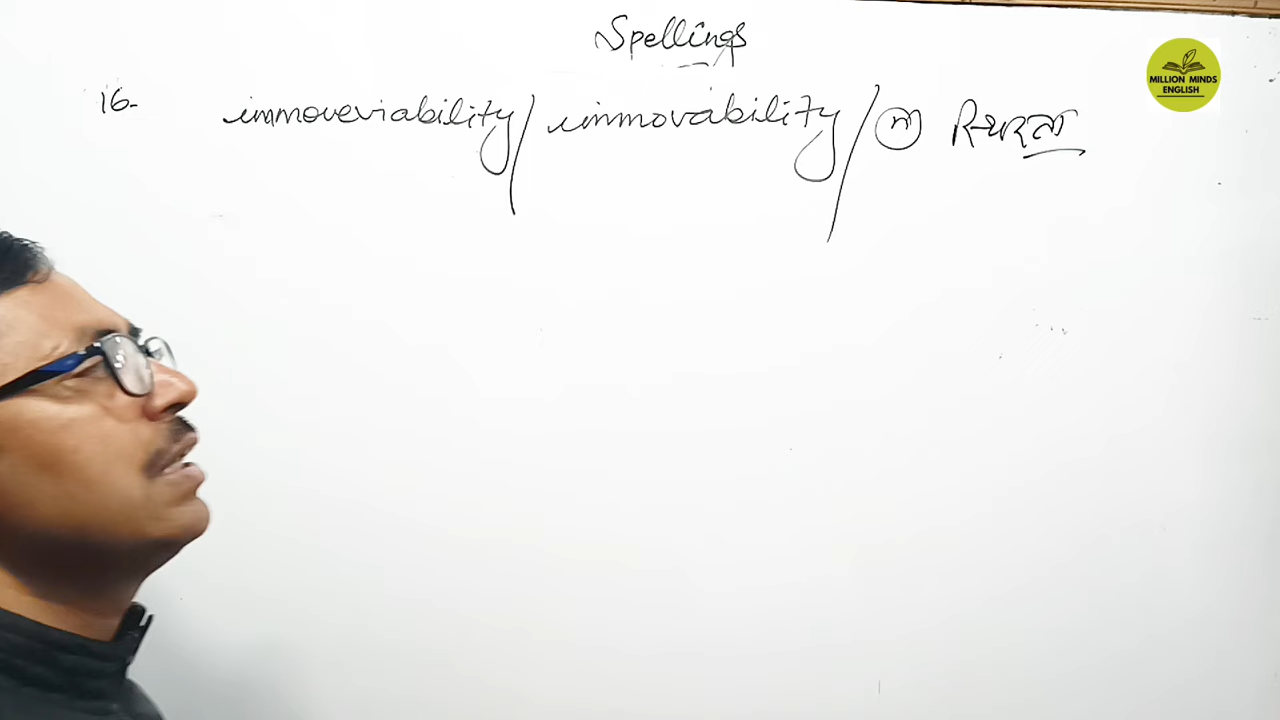 Spellings
MILLION MINDS
ENGLISH
16- immoveviability / immovability / (ना) स्थिरता